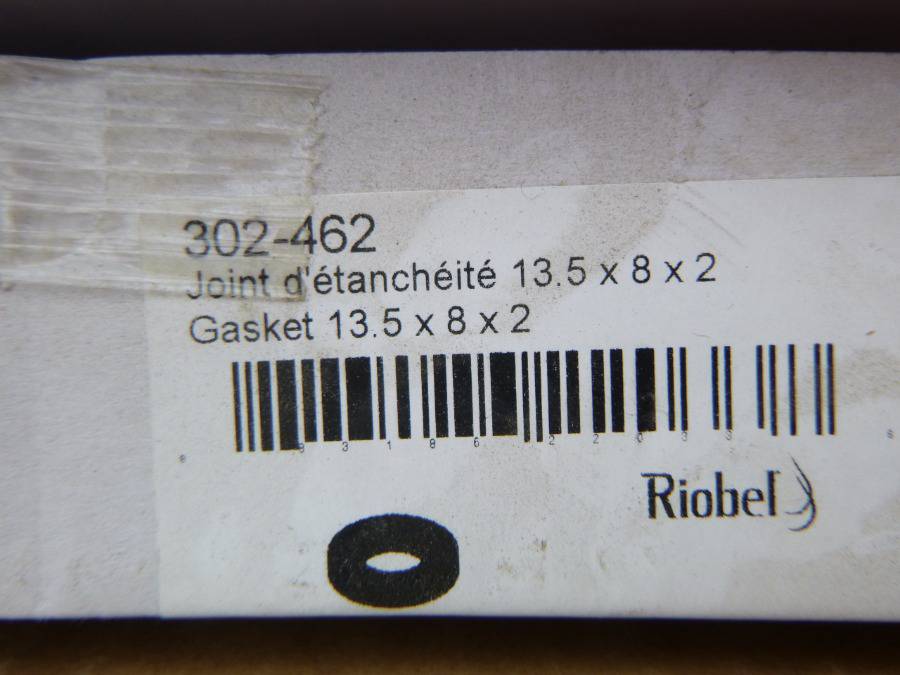 302-462
Joint d'étanchéité 13.5 x 8 x 2
Gasket 13.5 x 8 x 2
Riobel